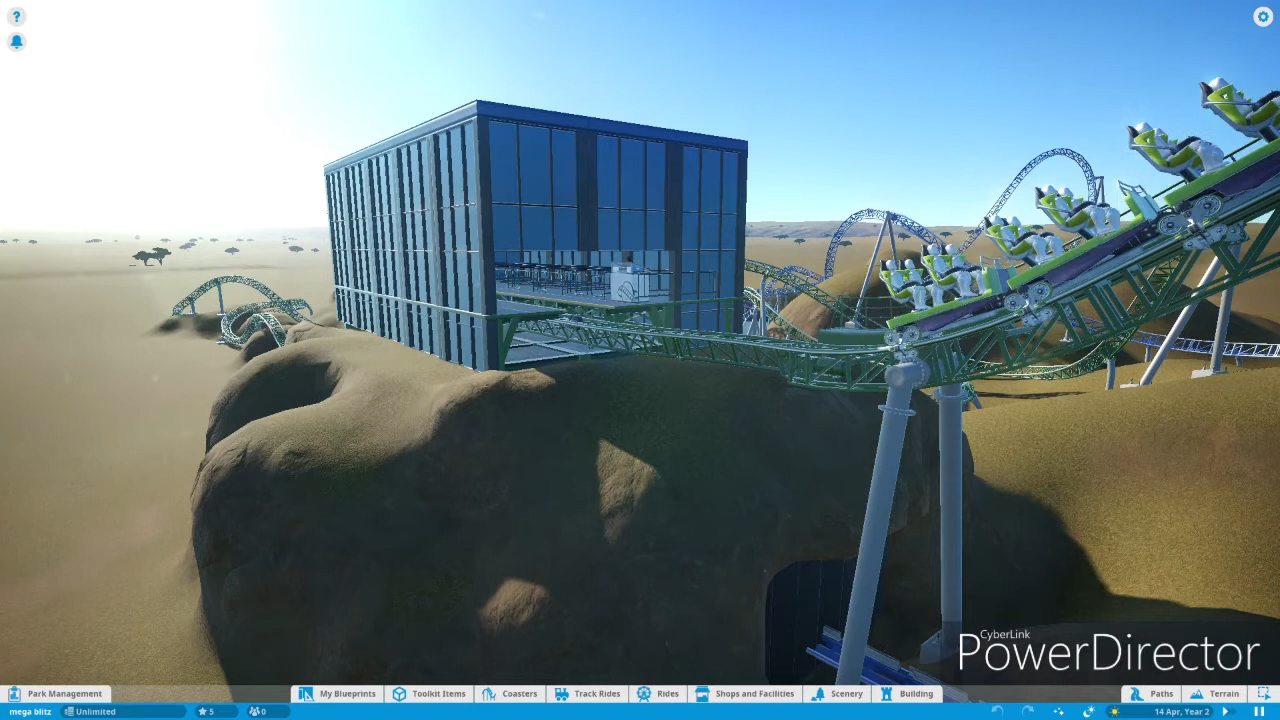 ?
CyberLink
PowerDirector
Park Management
My Blueprints
Toolkit Items
Coasters
Track Rides
Rides
Shops and Facilities
Scenery
Building
Paths
Terrain
mega blitz
Unlimited
5
0
14 Apr, Year 2